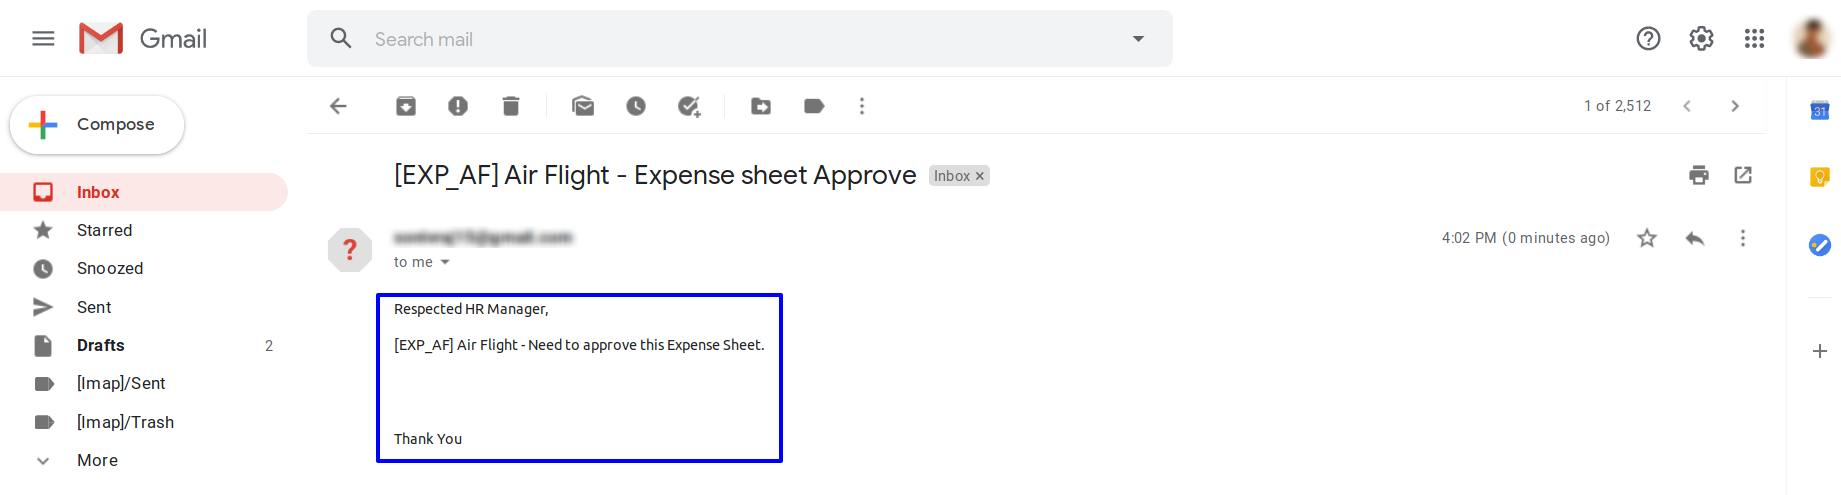 Gmail
Search mail
Compose
1 of 2,512
31
Inbox
Starred
Snoozed
Sent
Drafts 2
[Imap]/Sent
[Imap]/Trash
More
[EXP_AF] Air Flight - Expense sheet Approve Inbox ×
4:02 PM (0 minutes ago)
to me
Respected HR Manager,
[EXP_AF] Air Flight - Need to approve this Expense Sheet.
Thank You